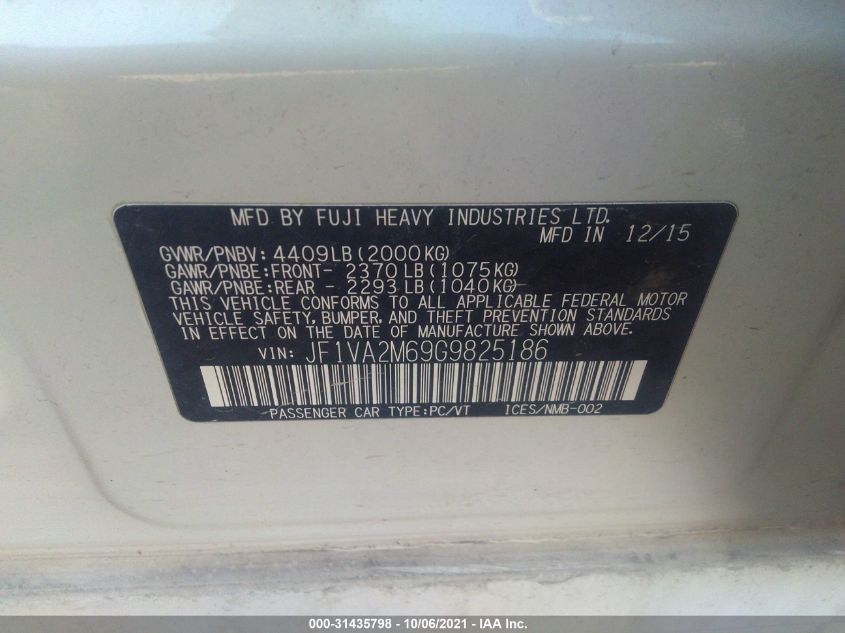 MFD BY FUJI HEAVY INDUSTRIES LTD.
MFD IN 12/15
GVWR/PNBV: 4409LB (2000KG)
GAWR/PNBE: FRONT- 2370 LB (1075KG)
GAWR/PNBE: REAR - 2293 LB (1040KG)
THIS VEHICLE CONFORMS TO ALL APPLICABLE FEDERAL MOTOR
VEHICLE SAFETY, BUMPER, AND THEFT PREVENTION STANDARDS
IN EFFECT ON THE DATE OF MANUFACTURE SHOWN ABOVE.
VIN: JF1VA2M69G9825186
PASSENGER CAR TYPE: PC/VT ICES/NMB-002
000-31435798 - 10/06/2021 - IAA Inc.